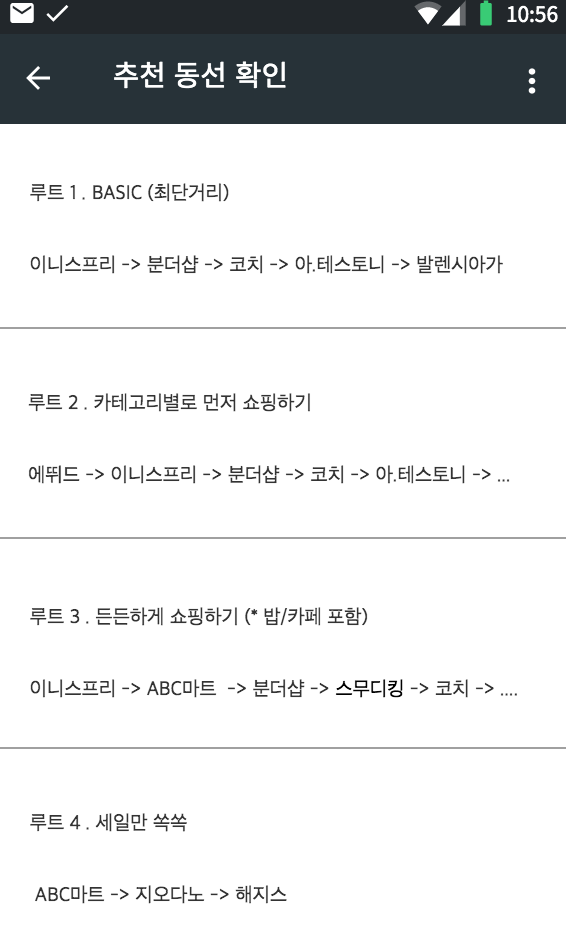 10:56
추천 동선 확인
루트 1 . BASIC (최단거리)
이니스프리 -> 분더샵 -> 코치 -> 아.테스토니 -> 발렌시아가
루트 2 . 카테고리별로 먼저 쇼핑하기
에뛰드 -> 이니스프리 -> 분더샵 -> 코치 -> 아.테스토니 -> ...
루트 3 . 든든하게 쇼핑하기 (* 밥/카페 포함)
이니스프리 -> ABC마트 -> 분더샵 -> 스무디킹 -> 코치 -> ....
루트 4 . 세일만 쏙쏙
ABC마트 -> 지오다노 -> 해지스